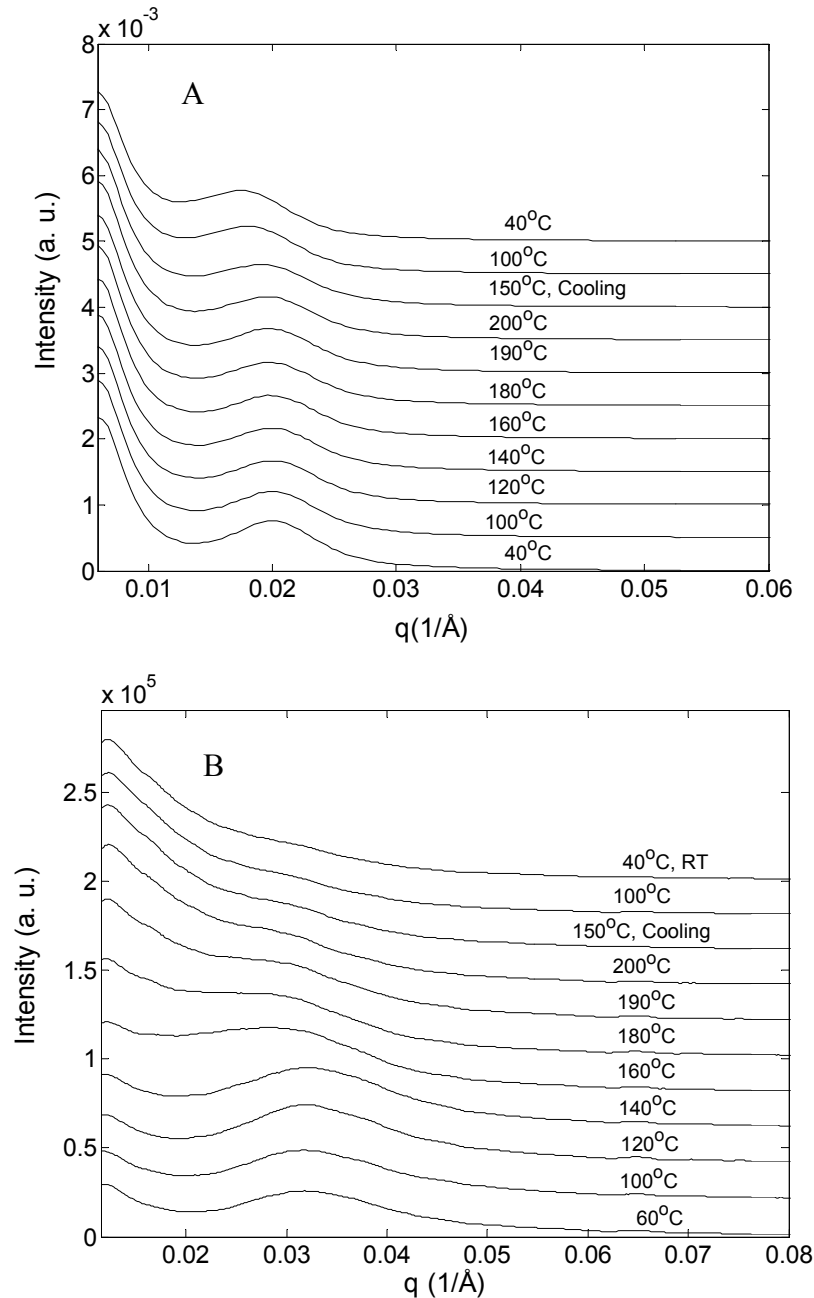 x 10⁻³
8
7
6
5
4
3
2
1
0
A
40°C
100°C
150°C, Cooling
200°C
190°C
180°C
160°C
140°C
120°C
100°C
40°C
Intensity (a. u.)
0.01 0.02 0.03 0.04 0.05 0.06
q(1/Å)
x 10⁵
2.5
2
1.5
1
0.5
0
B
40°C, RT
100°C
150°C, Cooling
200°C
190°C
180°C
160°C
140°C
120°C
100°C
60°C
Intensity (a. u.)
0.02 0.03 0.04 0.05 0.06 0.07 0.08
q (1/Å)